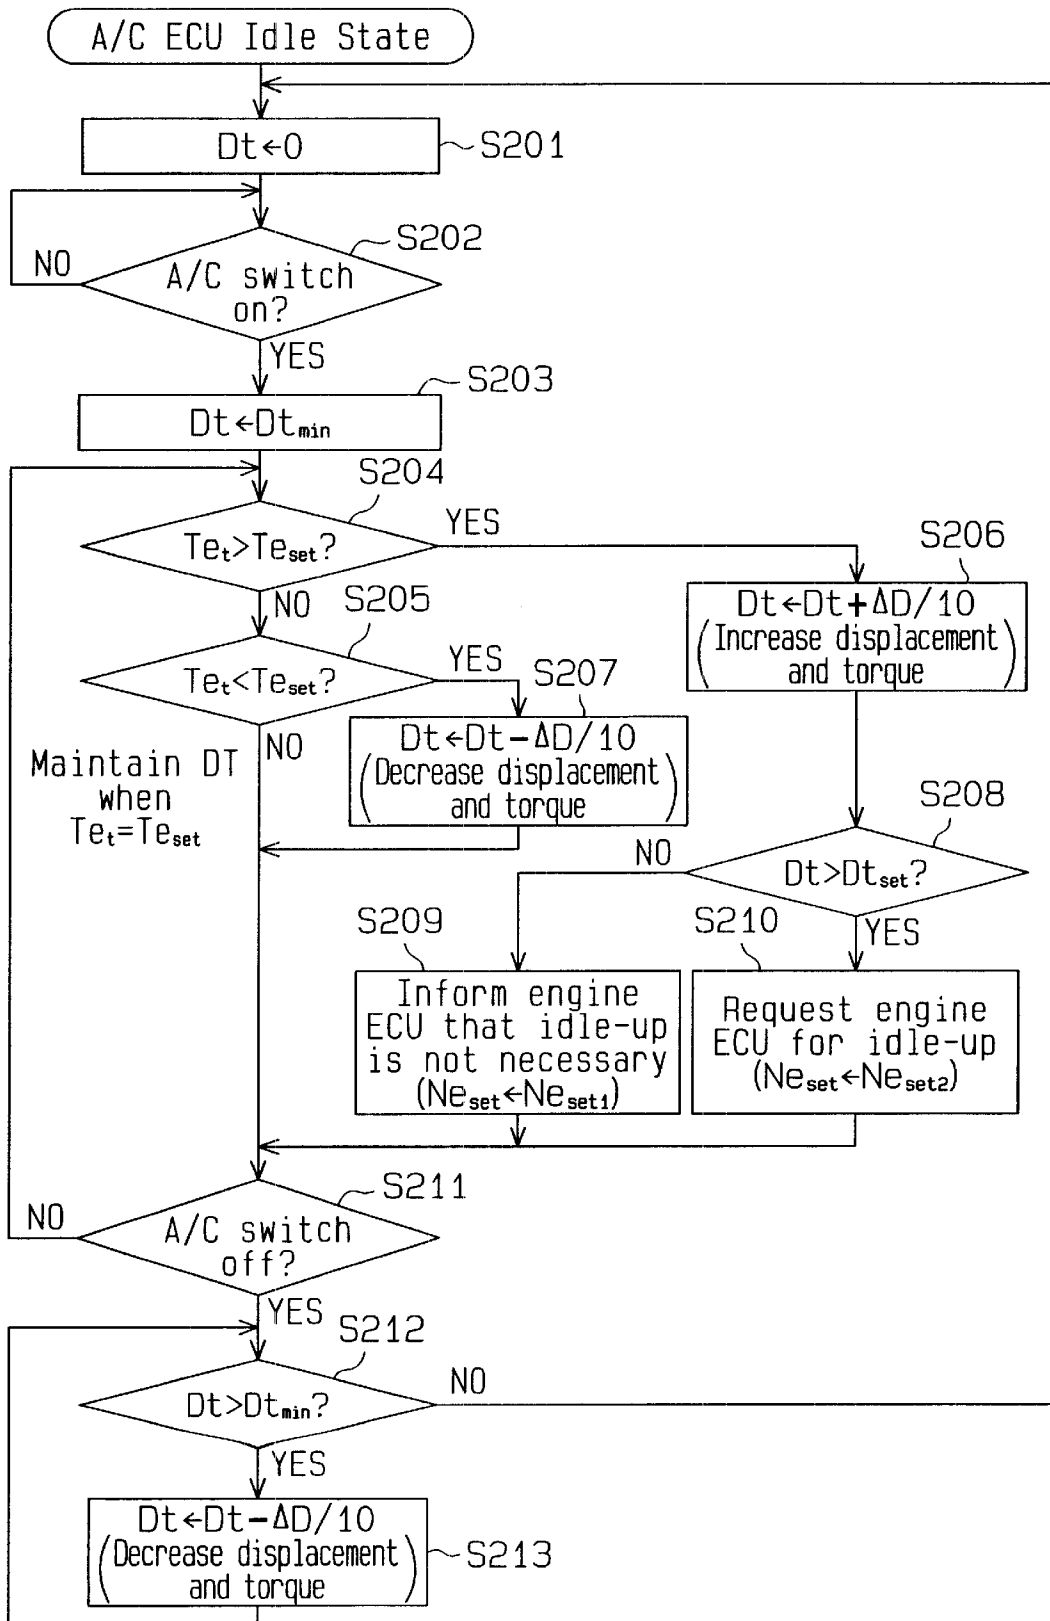 A/C ECU Idle State
Dt←0
S201
S202
A/C switch
on?
NO
YES
S203
Dt←Dtmin
S204
Tet>Teset?
YES
NO
S205
Tet<Teset?
YES
NO
S206
Dt←Dt+ΔD/10
(Increase displacement
and torque)
S207
Dt←Dt-ΔD/10
(Decrease displacement
and torque)
Maintain DT
when
Tet=Teset
S208
Dt>Dtset?
NO
YES
S209
Inform engine
ECU that idle-up
is not necessary
(Neset←Neset1)
S210
Request engine
ECU for idle-up
(Neset←Neset2)
S211
A/C switch
off?
NO
YES
S212
Dt>Dtmin?
NO
YES
Dt←Dt-ΔD/10
(Decrease displacement
and torque)
S213